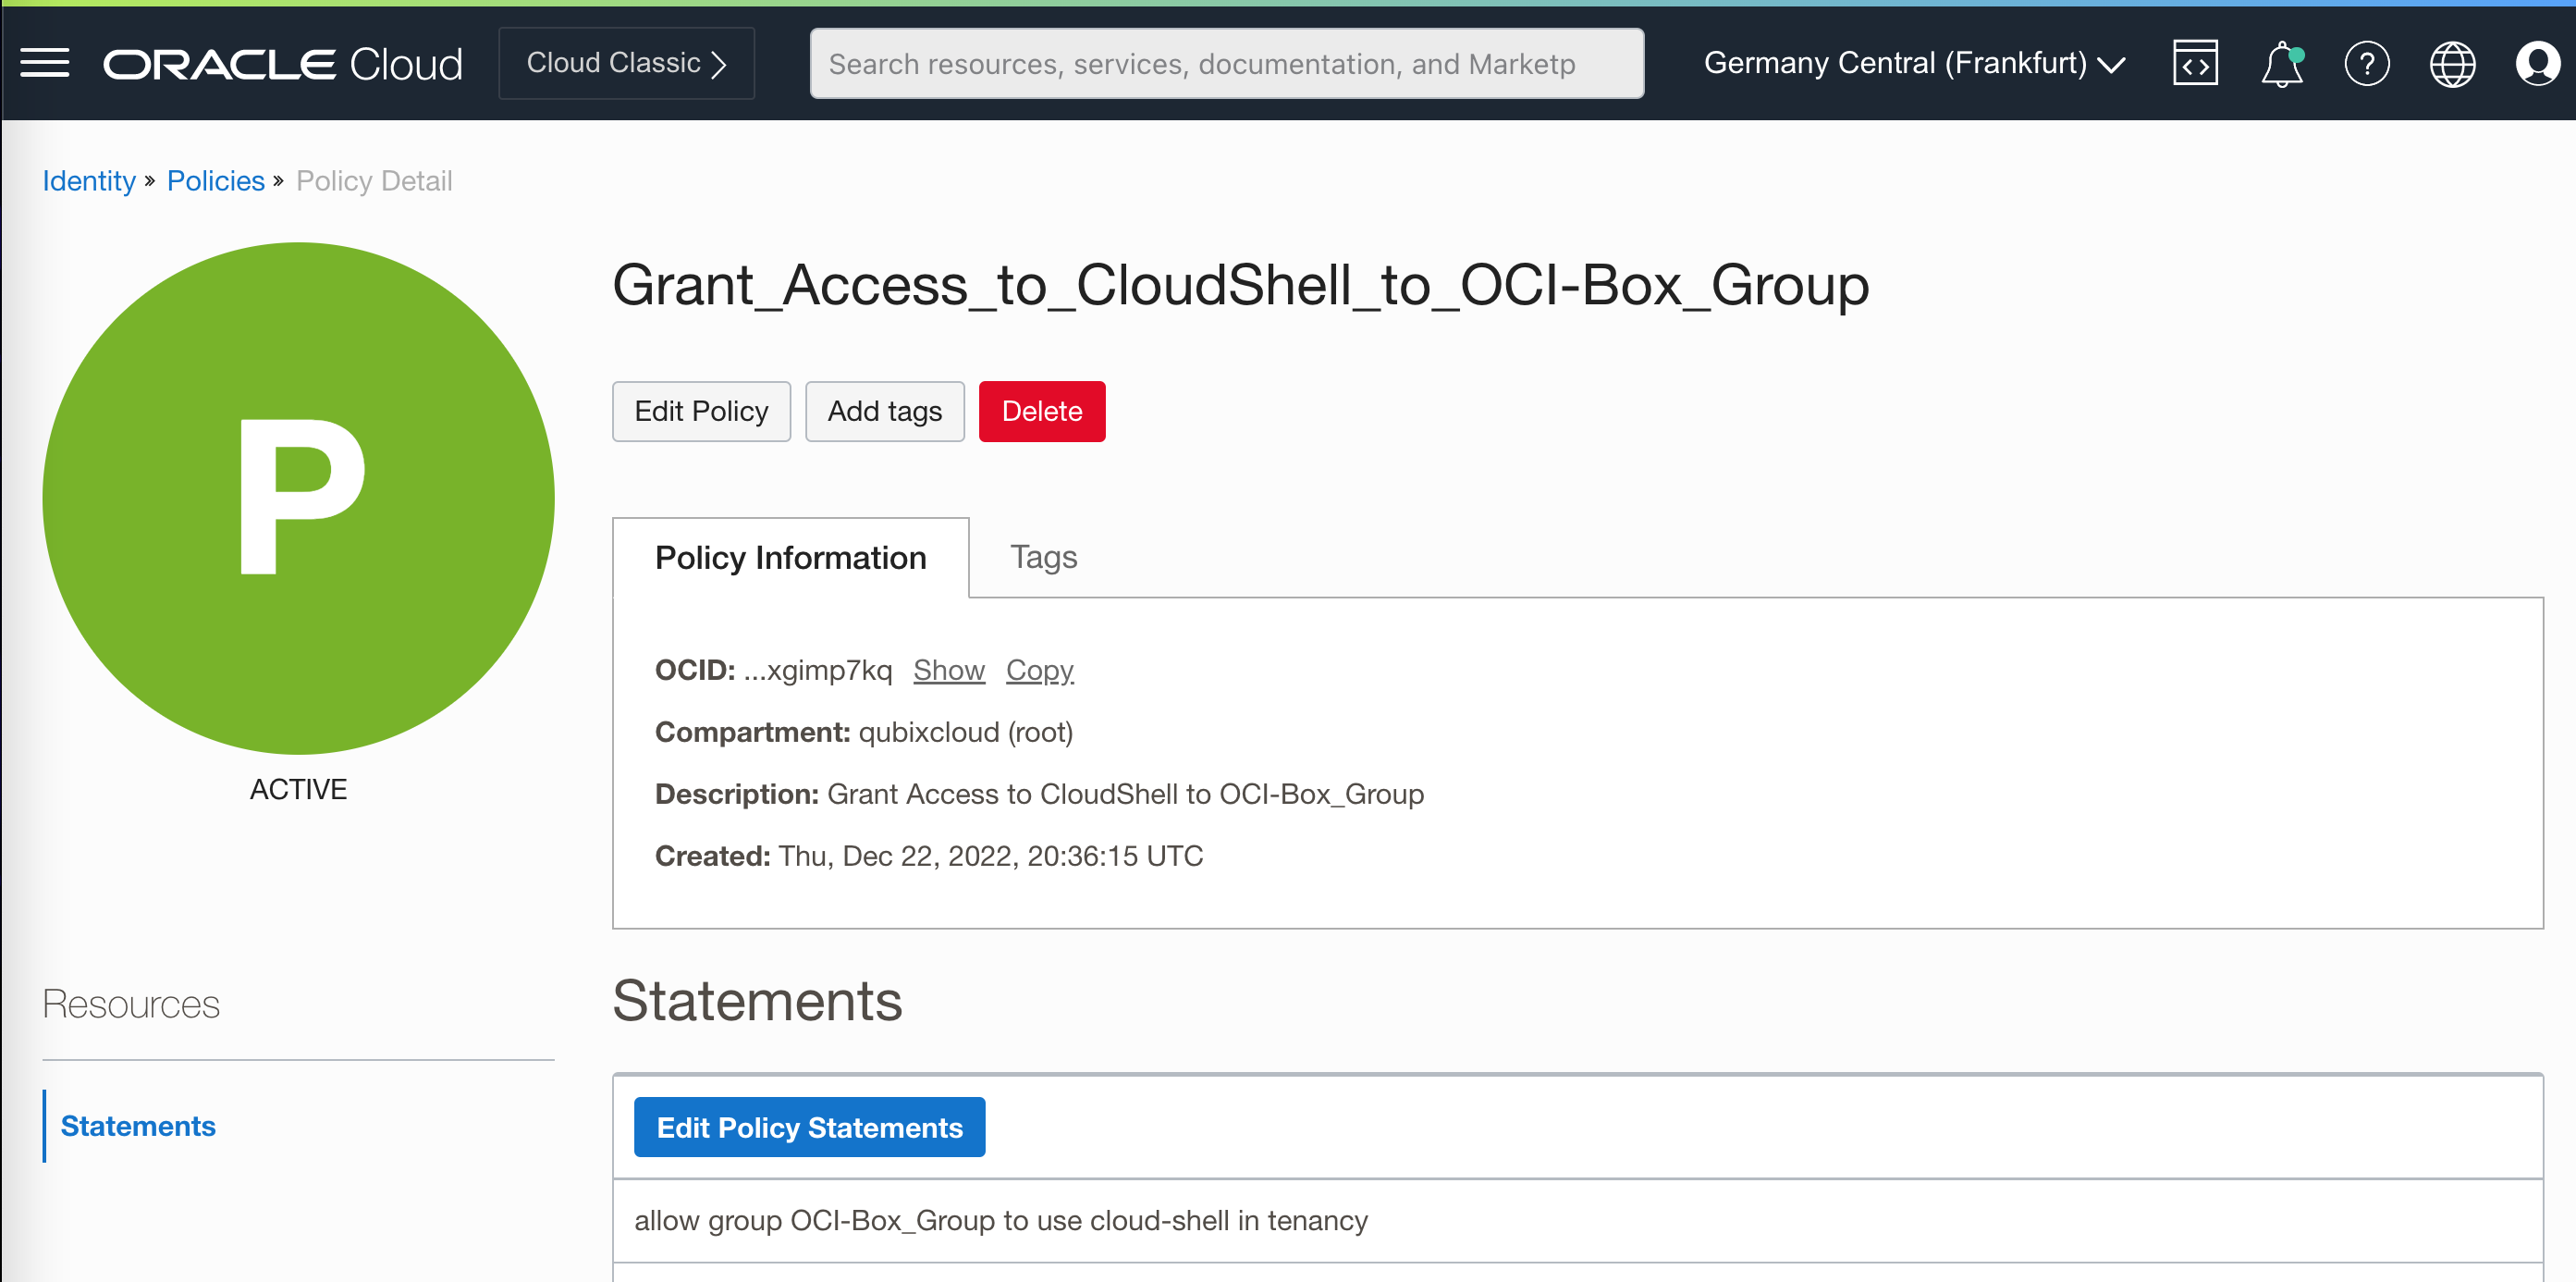 ORACLE Cloud
Cloud Classic
Search resources, services, documentation, and Marketp
Germany Central (Frankfurt)
Identity » Policies » Policy Detail
P
ACTIVE
Grant_Access_to_CloudShell_to_OCI-Box_Group
Edit Policy
Add tags
Delete
Policy Information
Tags
OCID: ...xgimp7kq Show Copy
Compartment: qubixcloud (root)
Description: Grant Access to CloudShell to OCI-Box_Group
Created: Thu, Dec 22, 2022, 20:36:15 UTC
Resources
Statements
Statements
Edit Policy Statements
allow group OCI-Box_Group to use cloud-shell in tenancy